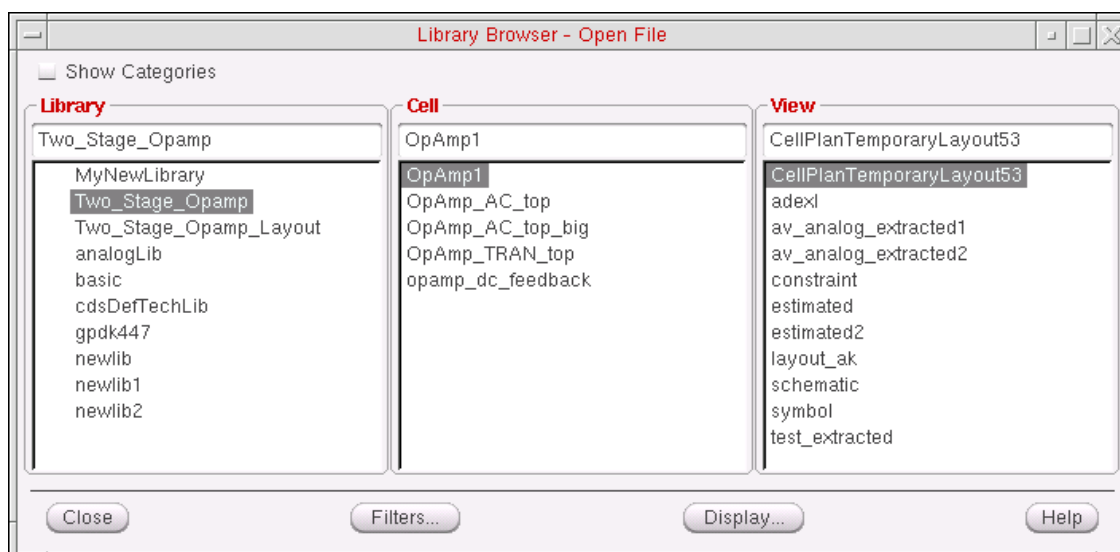 Library Browser - Open File
Show Categories
Library
Two_Stage_Opamp
MyNewLibrary
Two_Stage_Opamp
Two_Stage_Opamp_Layout
analogLib
basic
cdsDefTechLib
gpdk447
newlib
newlib1
newlib2
Cell
OpAmp1
OpAmp1
OpAmp_AC_top
OpAmp_AC_top_big
OpAmp_TRAN_top
opamp_dc_feedback
View
CellPlanTemporaryLayout53
CellPlanTemporaryLayout53
adexl
av_analog_extracted1
av_analog_extracted2
constraint
estimated
estimated2
layout_ak
schematic
symbol
test_extracted
Close
Filters...
Display...
Help